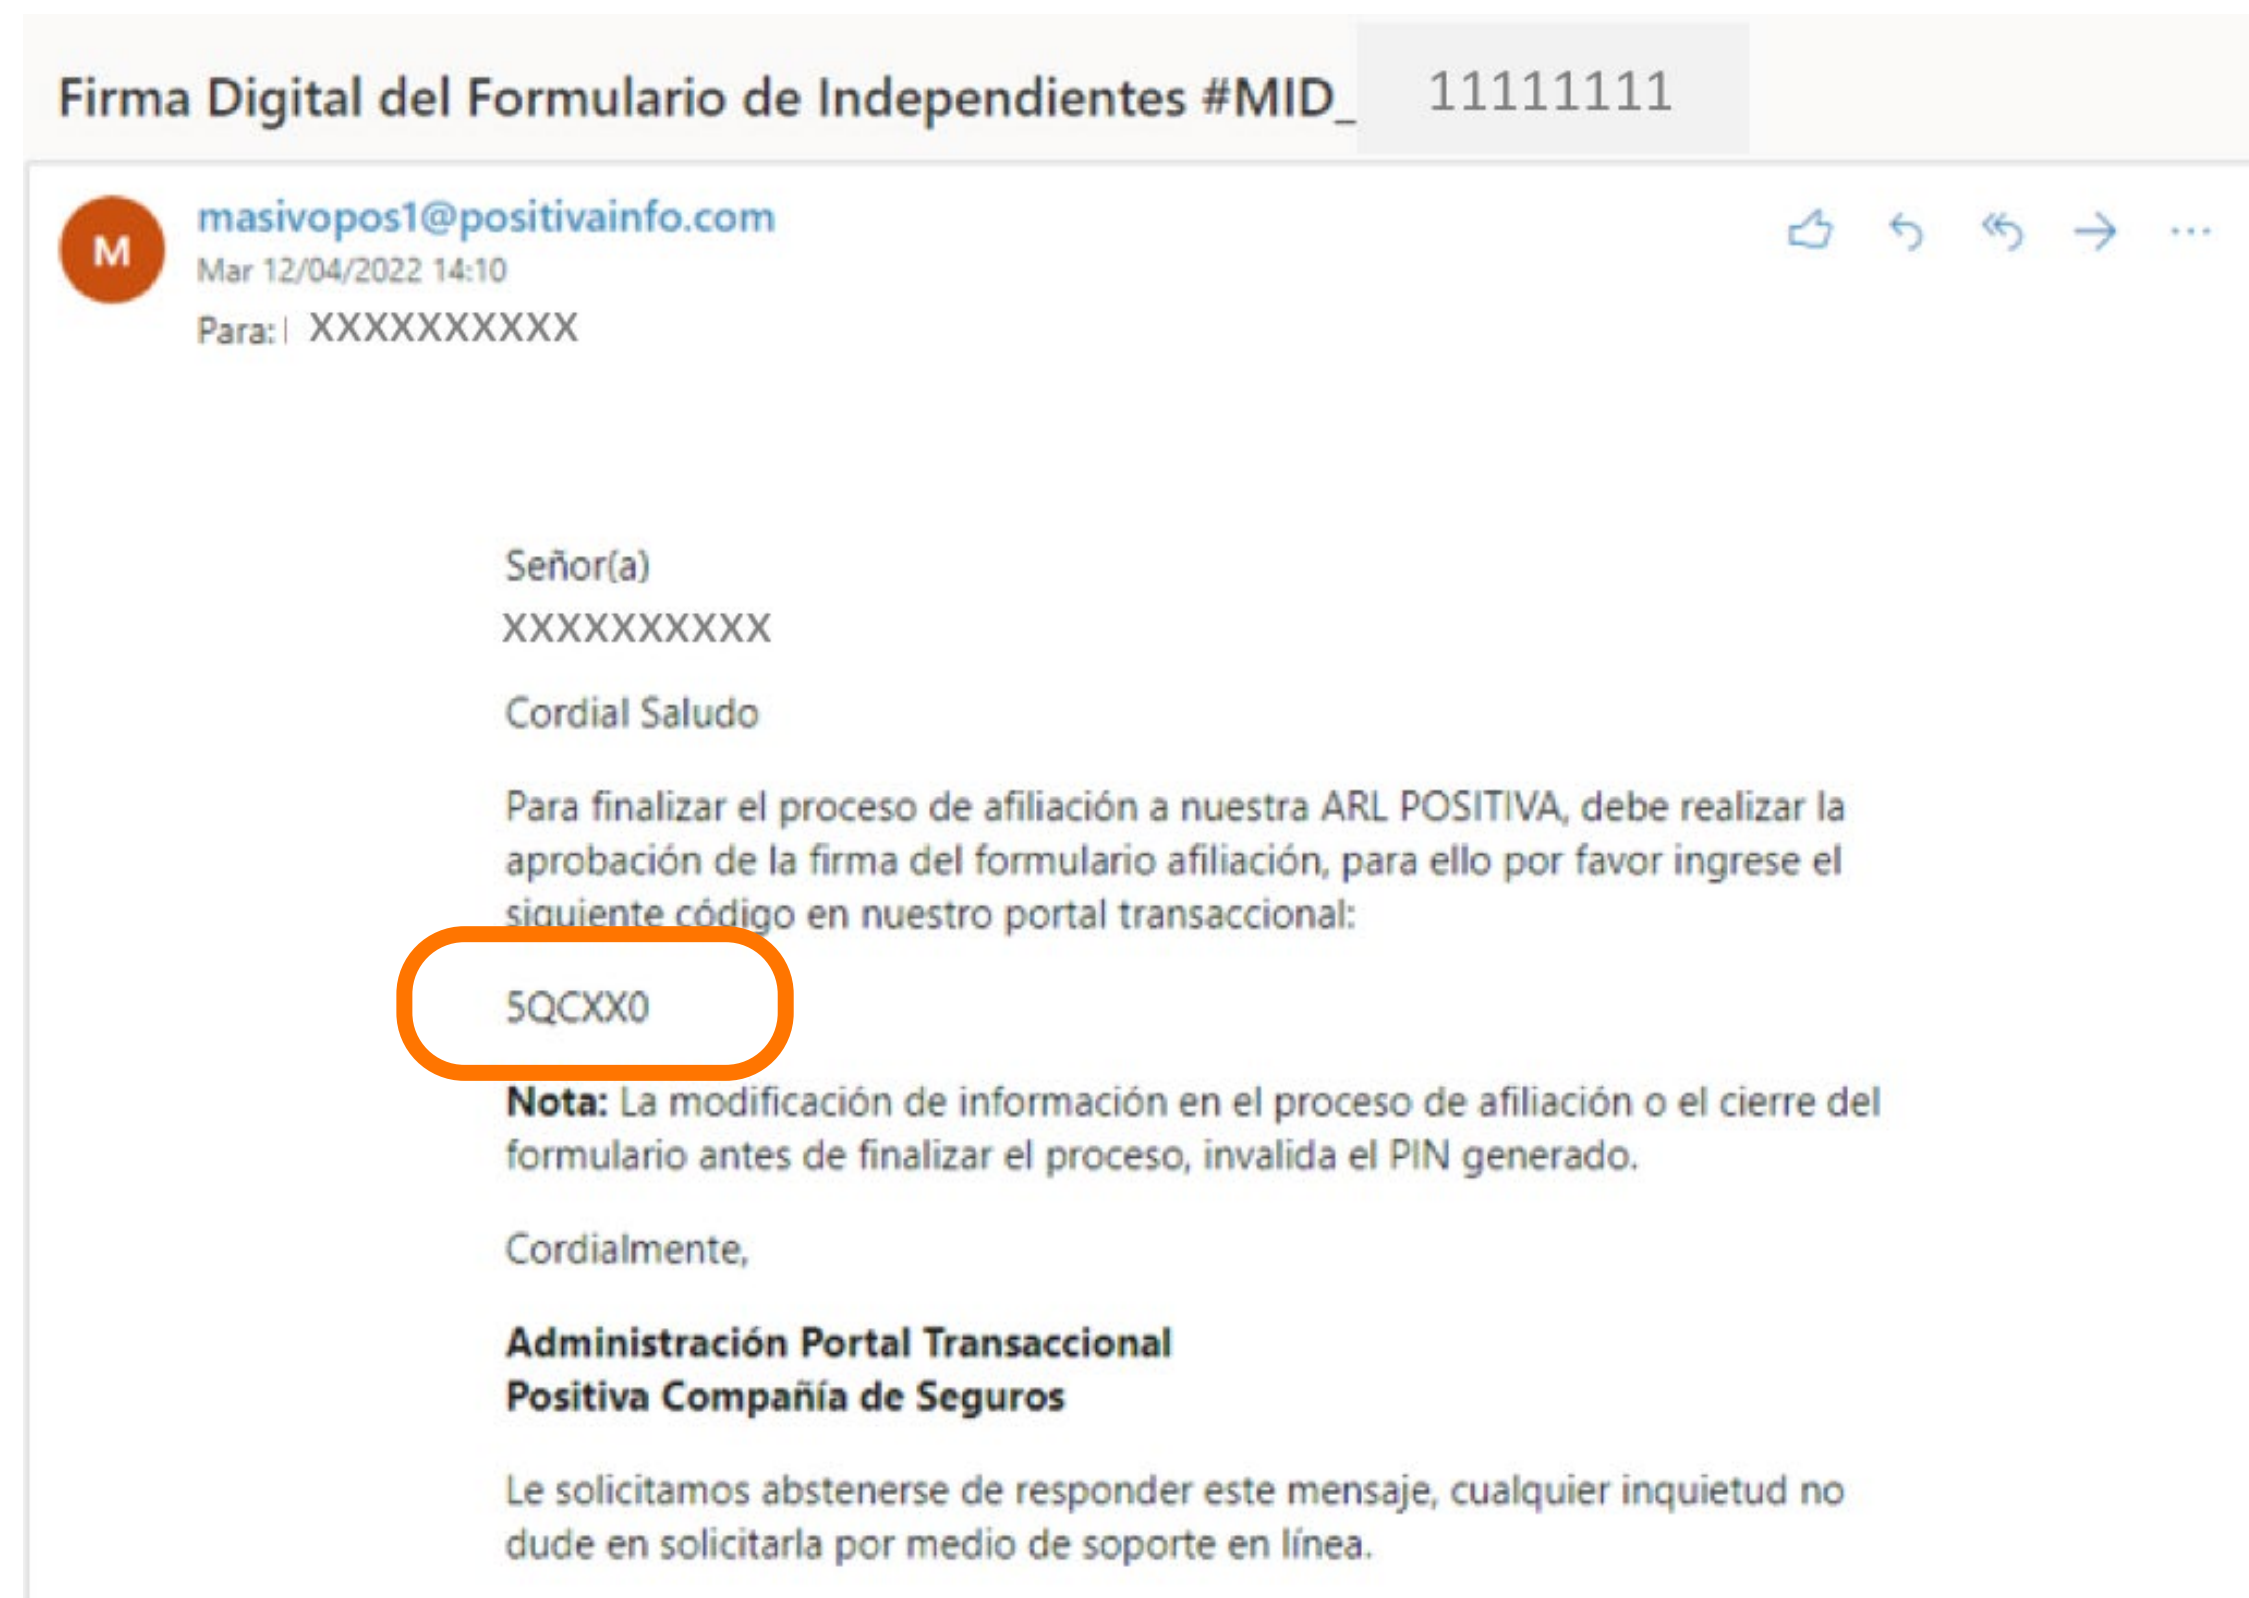 Firma Digital del Formulario de Independientes #MID_ 11111111
M
masivopos1@positivainfo.com
Mar 12/04/2022 14:10
Para: XXXXXXXXXX
Señor(a)
XXXXXXXXXX
Cordial Saludo
Para finalizar el proceso de afiliación a nuestra ARL POSITIVA, debe realizar la
aprobación de la firma del formulario afiliación, para ello por favor ingrese el
siguiente código en nuestro portal transaccional:
5QCXX0
Nota: La modificación de información en el proceso de afiliación o el cierre del
formulario antes de finalizar el proceso, invalida el PIN generado.
Cordialmente,
Administración Portal Transaccional
Positiva Compañía de Seguros
Le solicitamos abstenerse de responder este mensaje, cualquier inquietud no
dude en solicitarla por medio de soporte en línea.